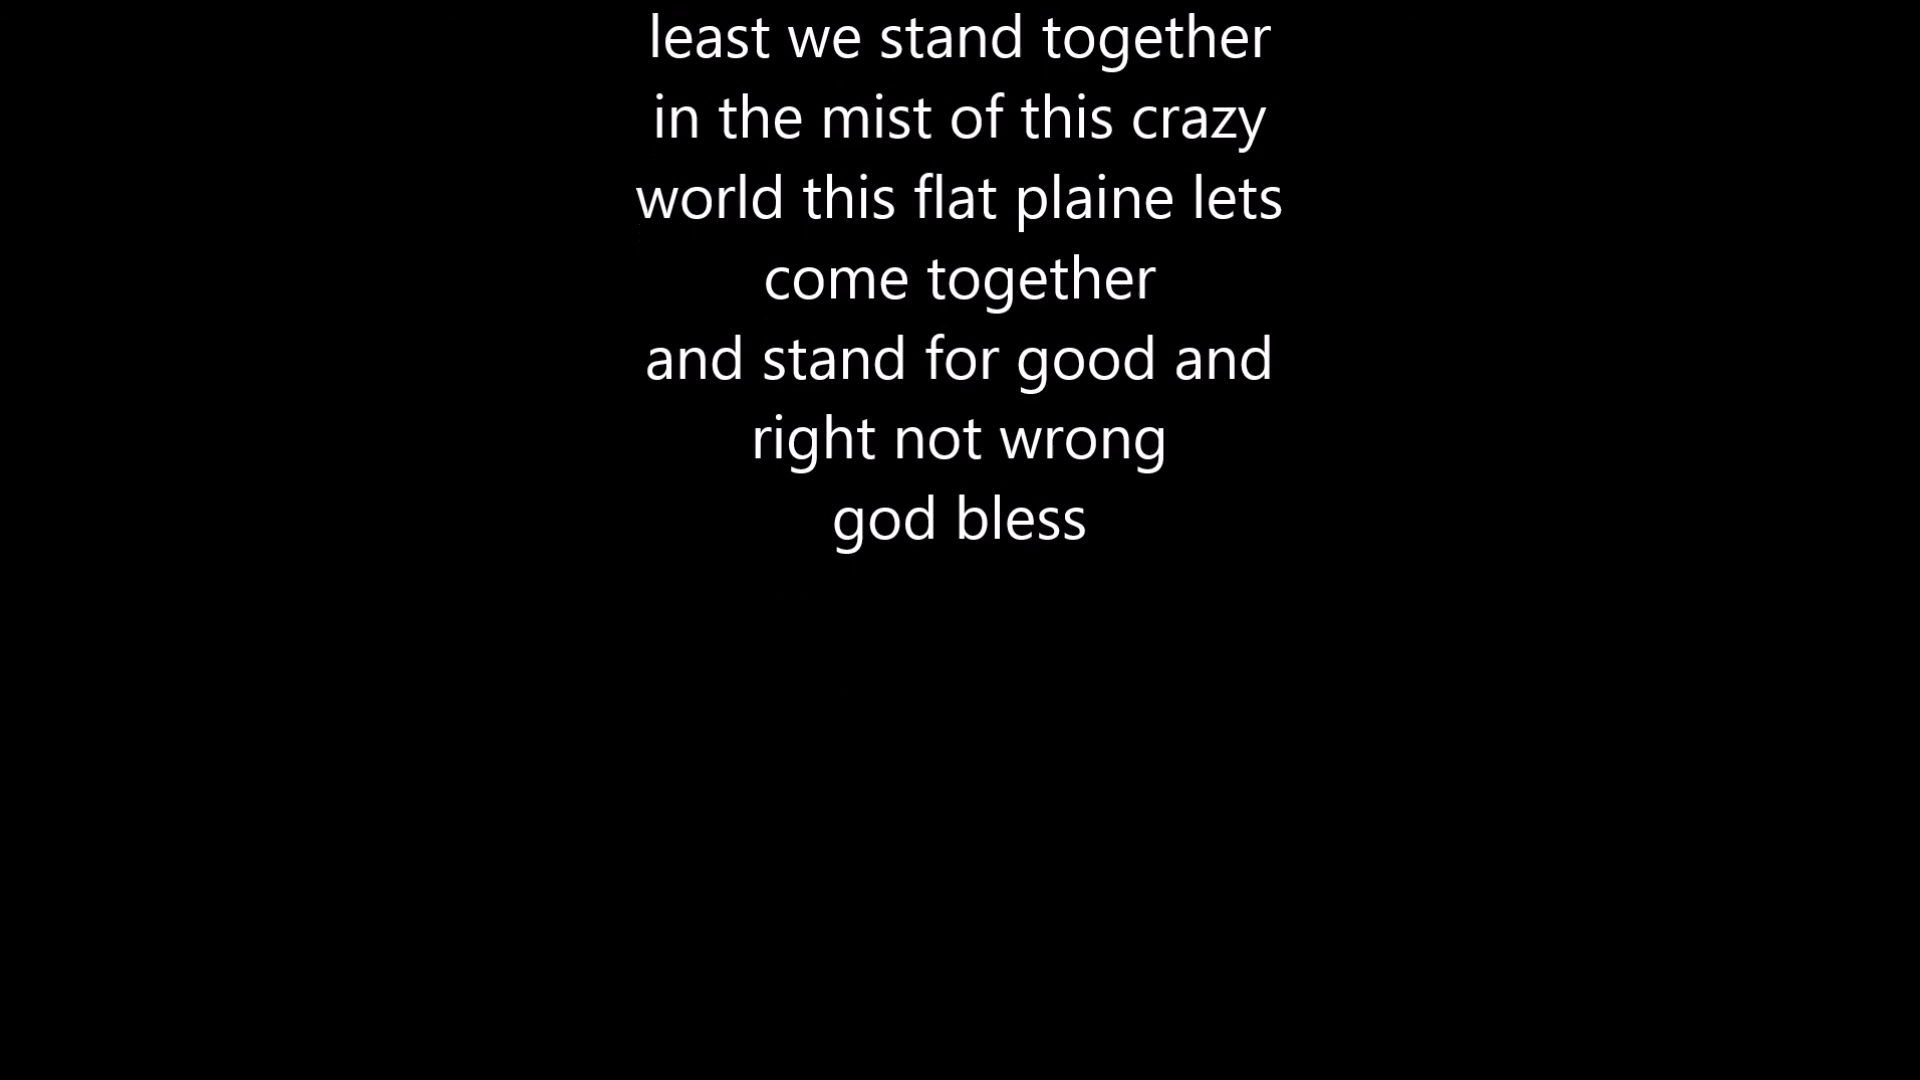 least we stand together
in the mist of this crazy
world this flat plaine lets
come together
and stand for good and
right not wrong
god bless